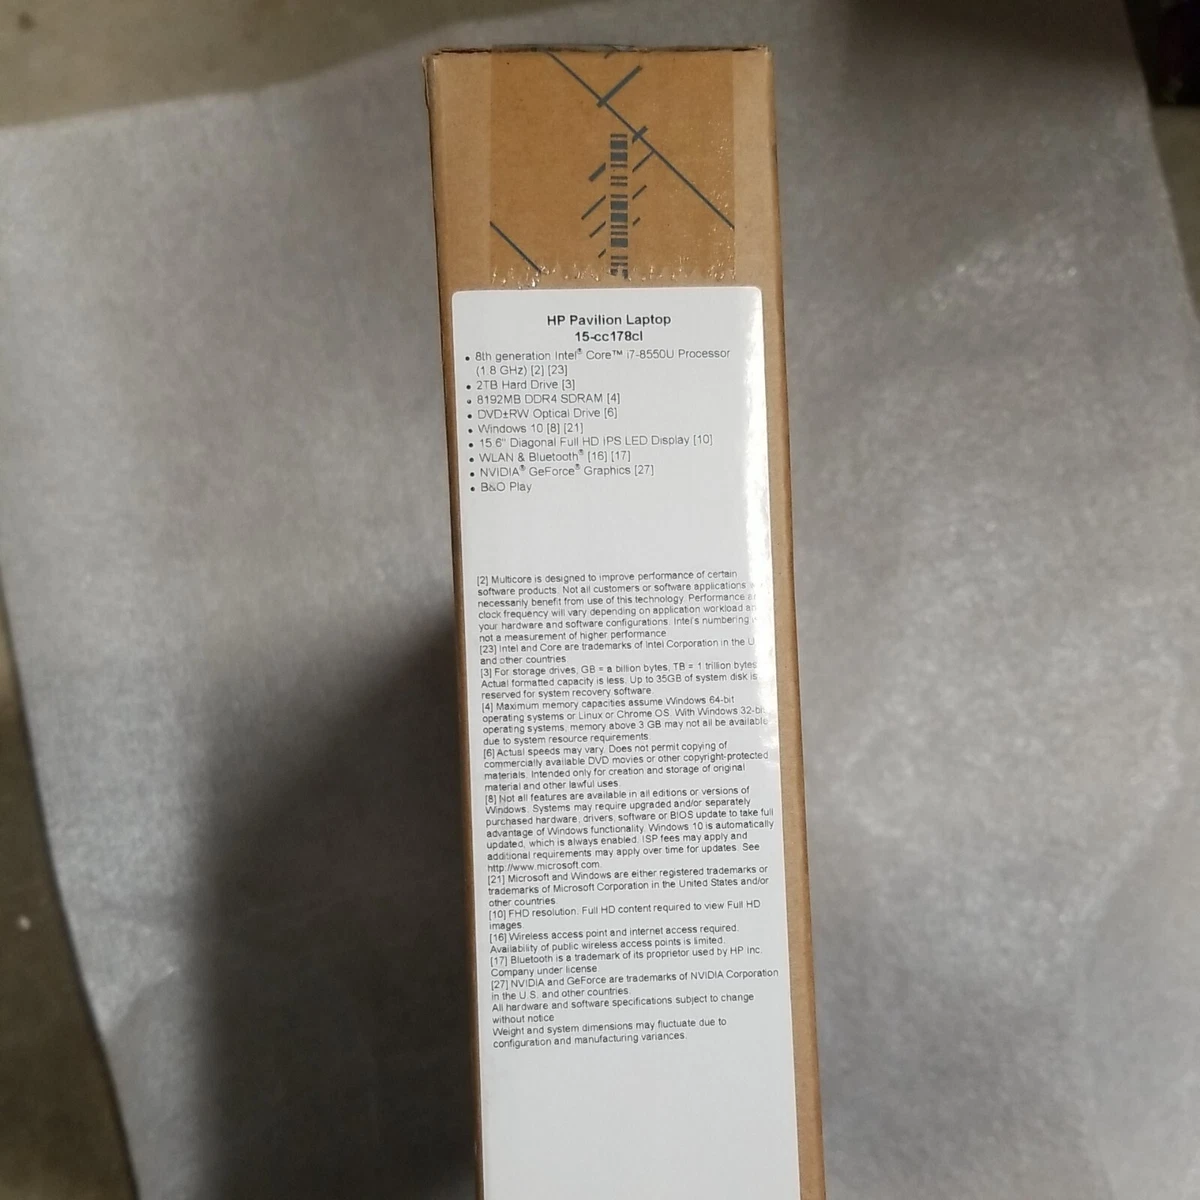 HP Pavilion Laptop
15-cc178cl
• 8th generation Intel® Core™ i7-8550U Processor
(1.8 GHz) [2] [23]
• 2TB Hard Drive [3]
• 8192MB DDR4 SDRAM [4]
• DVD±RW Optical Drive [6]
• Windows 10 [8] [21]
• 15.6" Diagonal Full HD IPS LED Display [10]
• WLAN & Bluetooth® [16] [17]
• NVIDIA® GeForce® Graphics [27]
• B&O Play
[2] Multicore is designed to improve performance of certain
software products. Not all customers or software applications
necessarily benefit from use of this technology. Performance
clock frequency will vary depending on application workload
your hardware and software configurations. Intel's numbering
not a measurement of higher performance
[23] Intel and Core are trademarks of Intel Corporation in the
and other countries
[3] For storage drives, GB = a billion bytes, TB = 1 trillion bytes
Actual formatted capacity is less. Up to 35GB of system disk is
reserved for system recovery software.
[4] Maximum memory capacities assume Windows 64-bit
operating systems or Linux or Chrome OS. With Windows 32-bit
operating systems, memory above 3 GB may not all be available
due to system resource requirements
[6] Actual speeds may vary. Does not permit copying of
commercially available DVD movies or other copyright-protected
materials. Intended only for creation and storage of original
material and other lawful uses.
[8] Not all features are available in all editions or versions of
Windows. Systems may require upgraded and/or separately
purchased hardware, drivers, software or BIOS update to take full
advantage of Windows functionality. Windows 10 is automatically
updated, which is always enabled. ISP fees may apply and
additional requirements may apply over time for updates. See
http://www.microsoft.com.
[21] Microsoft and Windows are either registered trademarks or
trademarks of Microsoft Corporation in the United States and/or
other countries.
[10] FHD resolution. Full HD content required to view Full HD
images
[16] Wireless access point and internet access required.
Availability of public wireless access points is limited.
[17] Bluetooth is a trademark of its proprietor used by HP Inc.
Company under license.
[27] NVIDIA and GeForce are trademarks of NVIDIA Corporation
in the U.S. and other countries.
All hardware and software specifications subject to change
without notice
Weight and system dimensions may fluctuate due to
configuration and manufacturing variances.